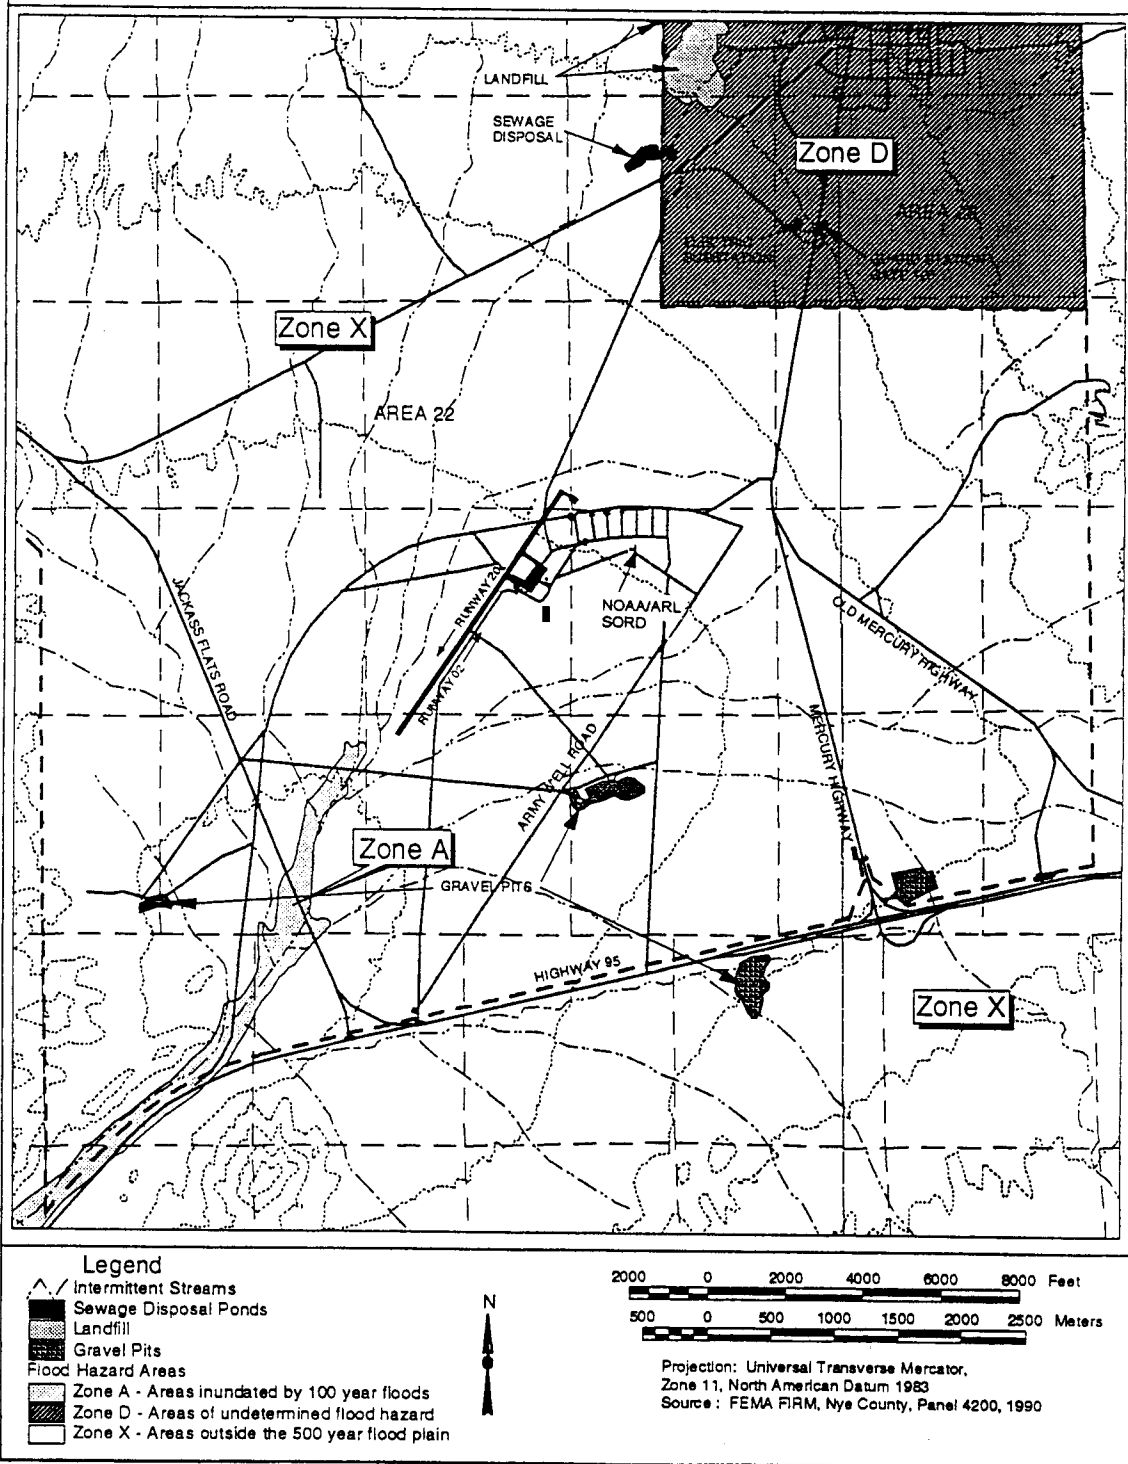 LANDFILL
SEWAGE
DISPOSAL
Zone D
AREA 23
ELECTRIC
SUBSTATION
GUARD STATION
Zone X
AREA 22
RUNWAY 20
RUNWAY 02
NOAA/ARL
SORD
JACKASS FLATS ROAD
OLD MERCURY HIGHWAY
MERCURY HIGHWAY
ARMY WELL ROAD
Zone A
GRAVEL PITS
HIGHWAY 95
Zone X
Legend
Intermittent Streams
Sewage Disposal Ponds
Landfill
Gravel Pits
Flood Hazard Areas
Zone A - Areas inundated by 100 year floods
Zone D - Areas of undetermined flood hazard
Zone X - Areas outside the 500 year flood plain
N
2000 0 2000 4000 6000 8000 Feet
500 0 500 1000 1500 2000 2500 Meters
Projection: Universal Transverse Mercator,
Zone 11, North American Datum 1983
Source : FEMA FIRM, Nye County, Panel 4200, 1990